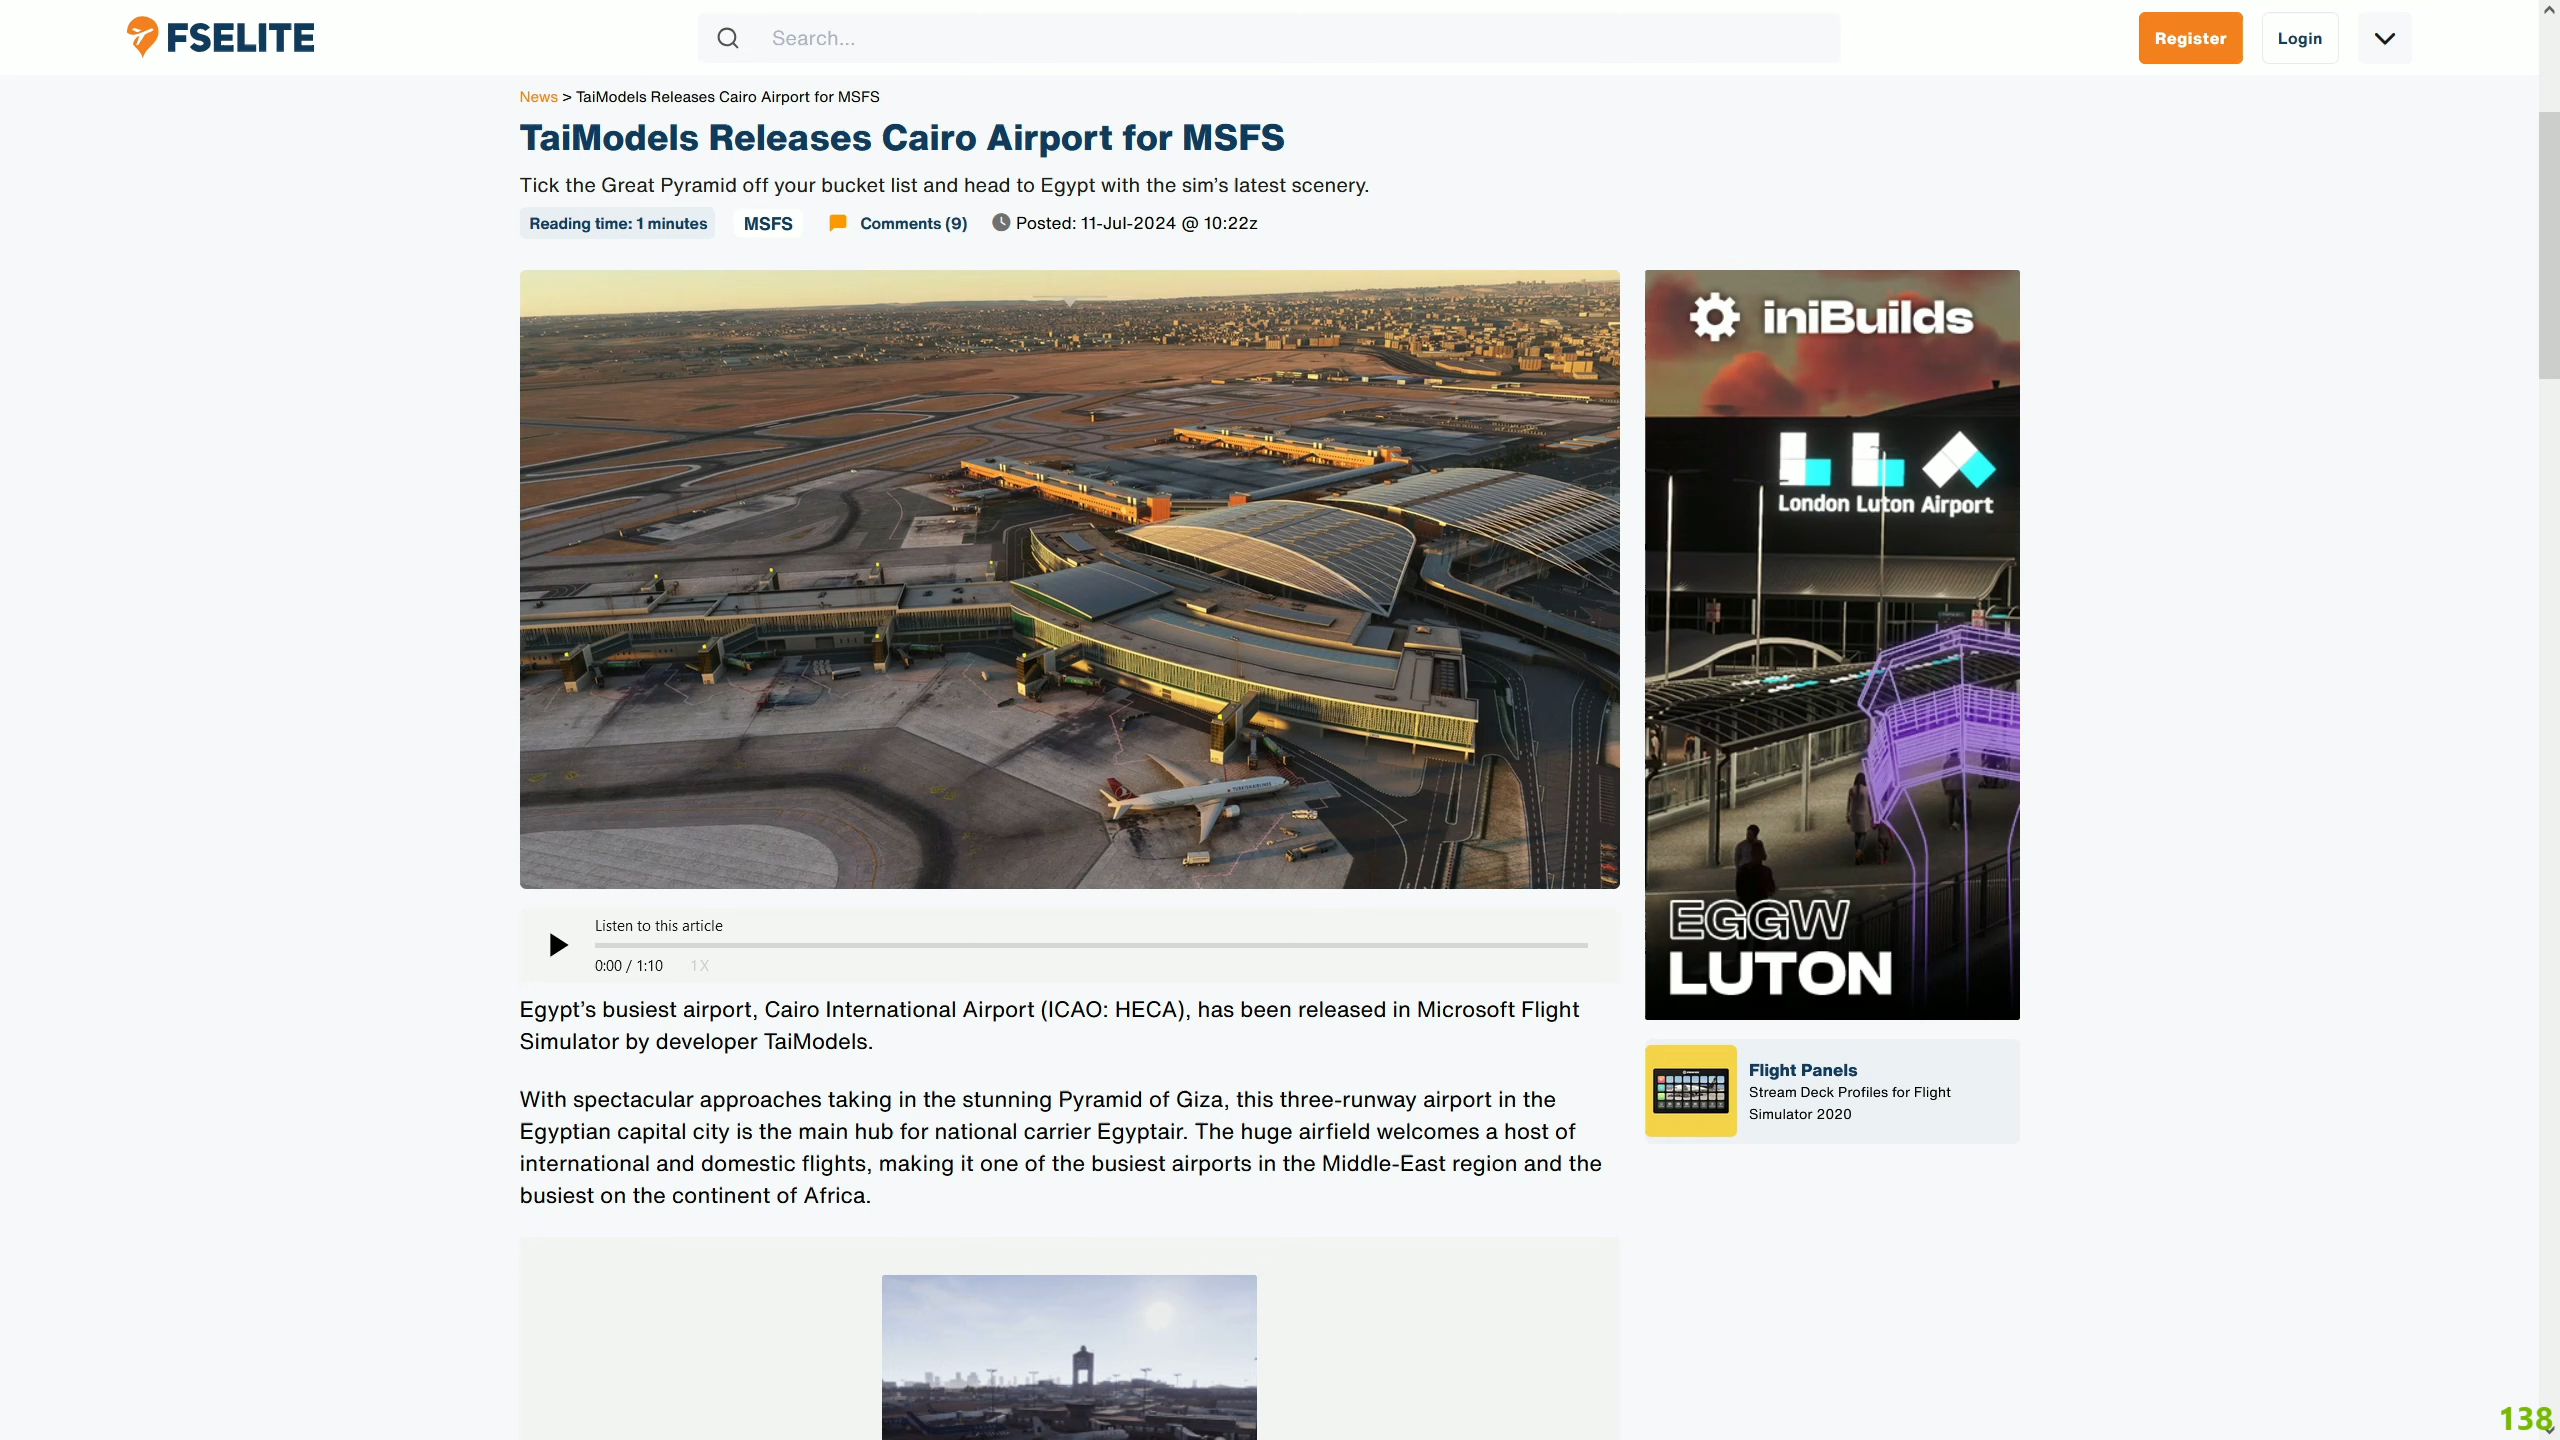 FSELITE
Search...
Register
Login
News > TaiModels Releases Cairo Airport for MSFS
TaiModels Releases Cairo Airport for MSFS
Tick the Great Pyramid off your bucket list and head to Egypt with the sim’s latest scenery.
Reading time: 1 minutes
MSFS
Comments (9)
Posted: 11-Jul-2024 @ 10:22z
TURKISH AIRLINES
iniBuilds
LLA
London Luton Airport
EGGW
LUTON
Listen to this article
0:00 / 1:10
1X
Egypt’s busiest airport, Cairo International Airport (ICAO: HECA), has been released in Microsoft Flight
Simulator by developer TaiModels.
With spectacular approaches taking in the stunning Pyramid of Giza, this three-runway airport in the
Egyptian capital city is the main hub for national carrier Egyptair. The huge airfield welcomes a host of
international and domestic flights, making it one of the busiest airports in the Middle-East region and the
busiest on the continent of Africa.
Flight Panels
Stream Deck Profiles for Flight
Simulator 2020
138